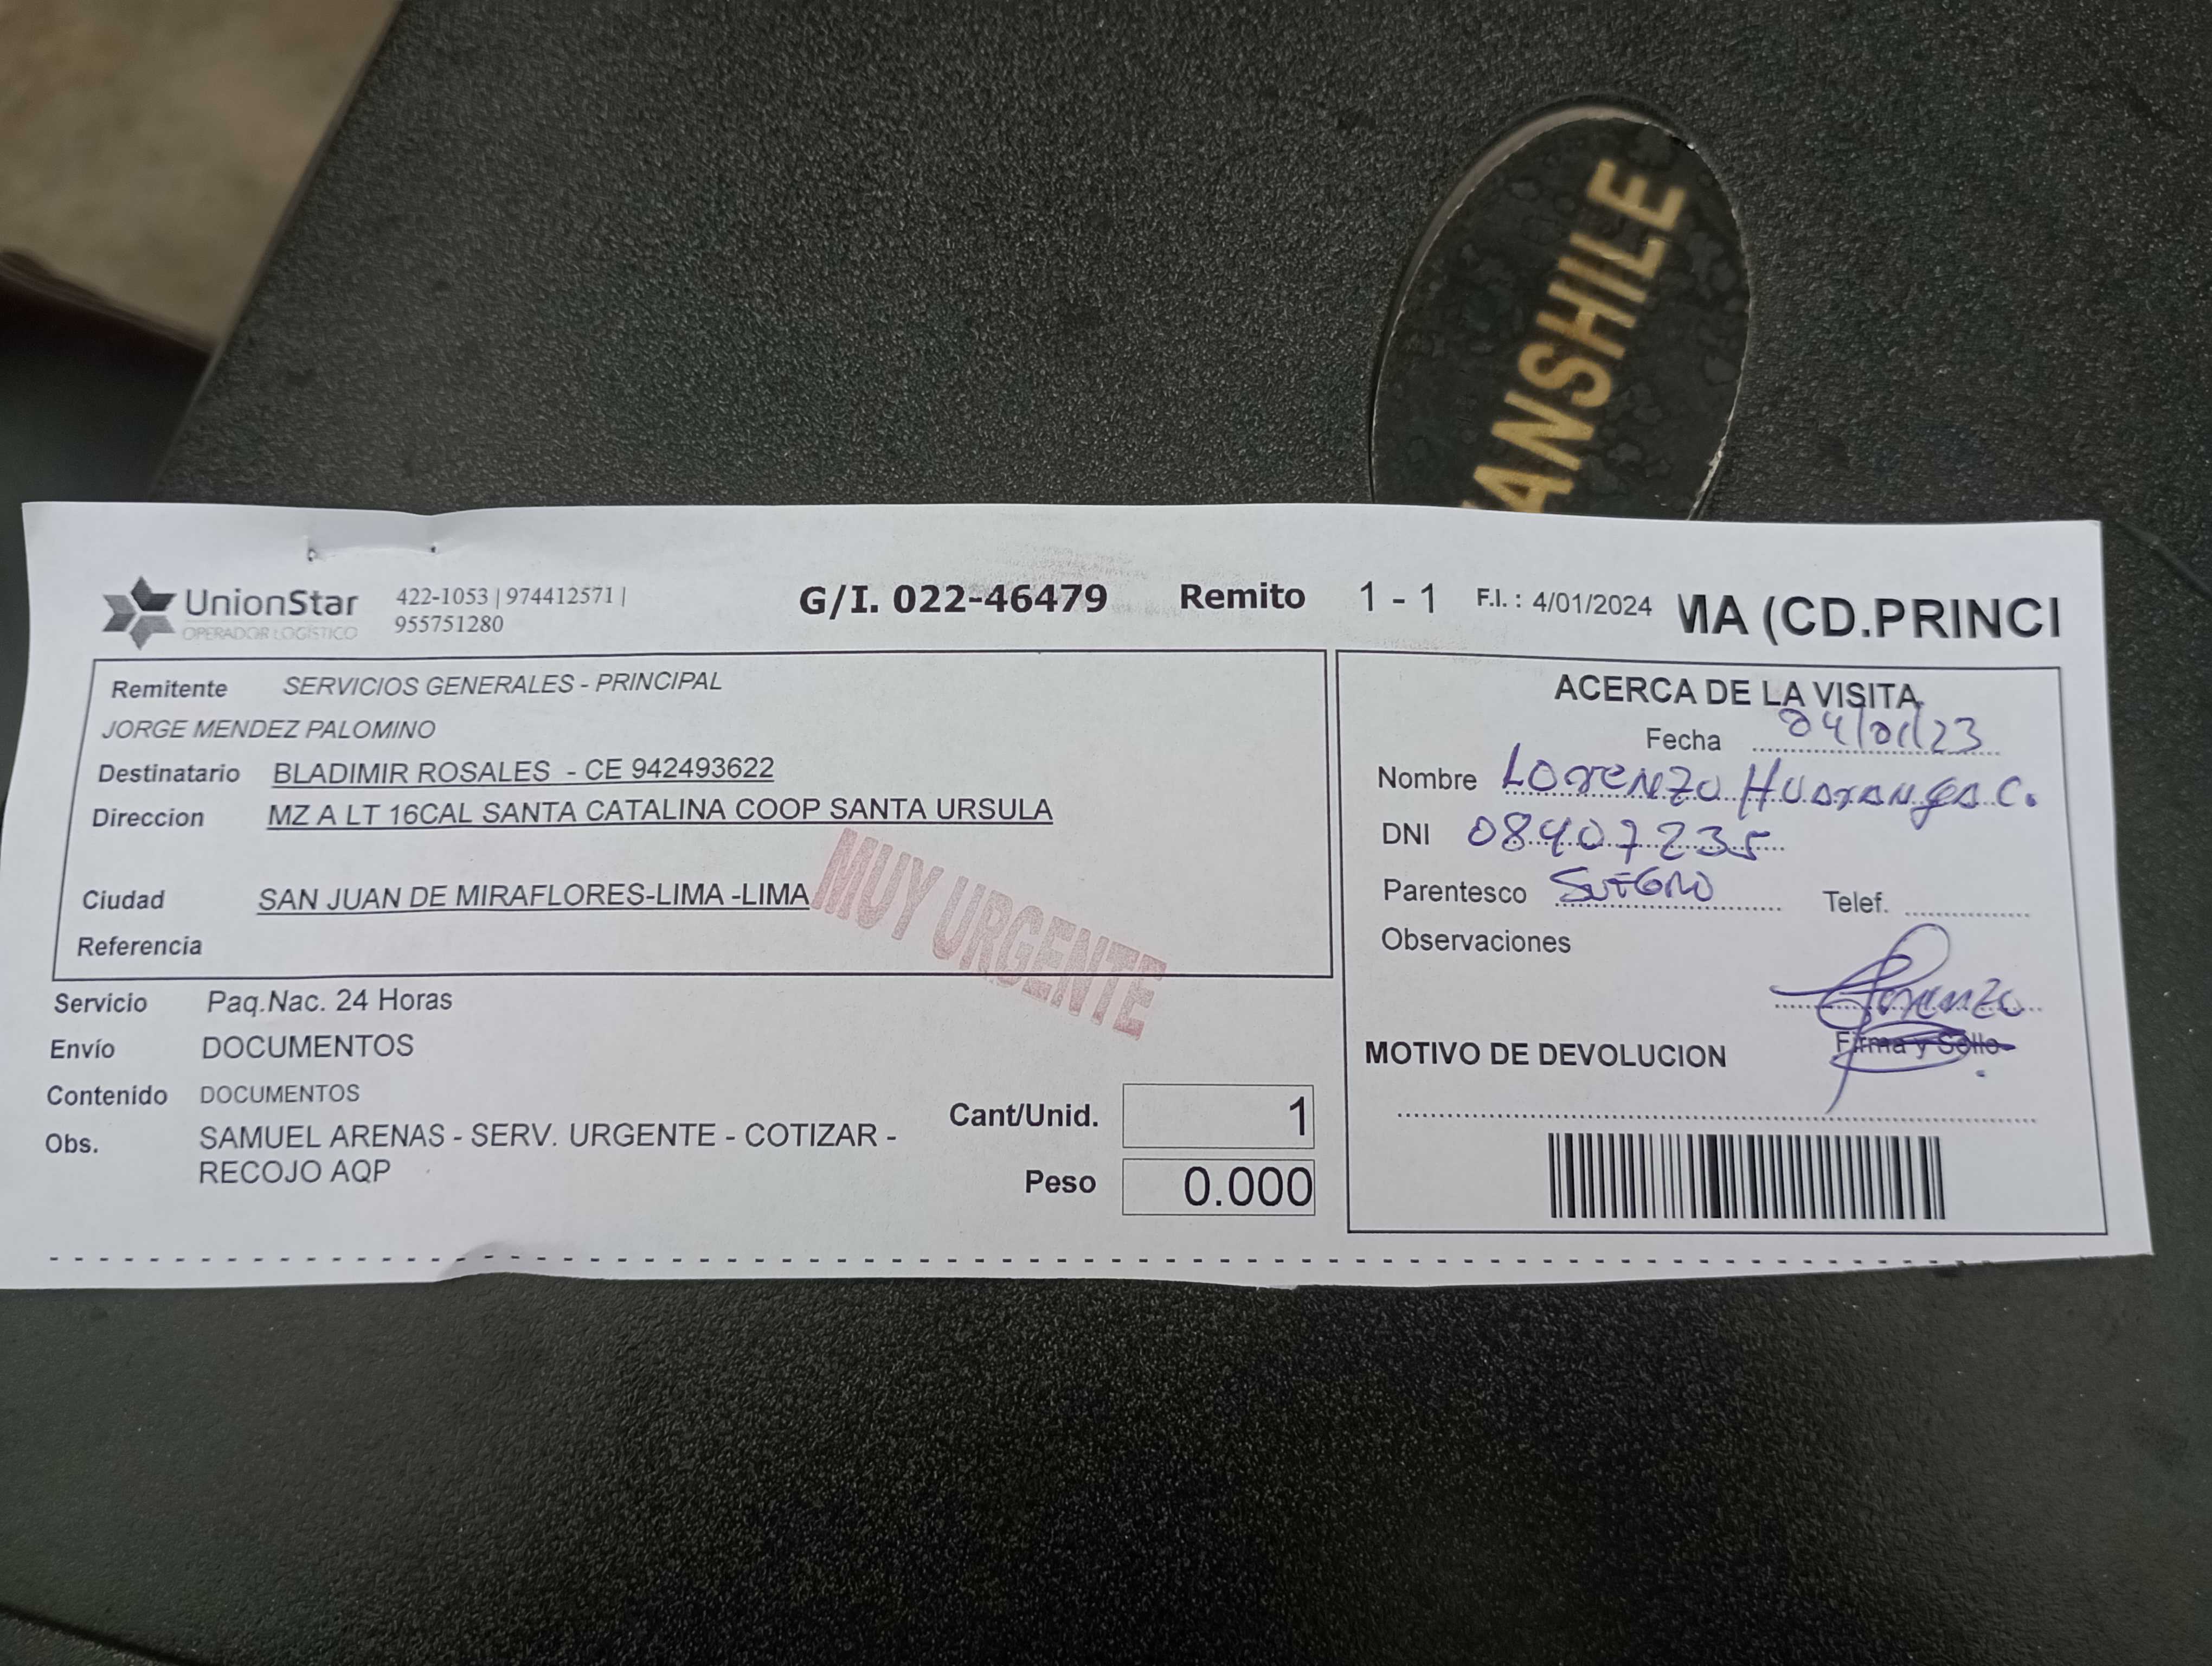 ANSHILE
UnionStar
OPERADOR LOGÍSTICO
422-1053 | 974412571 |
955751280
G/I. 022-46479 Remito 1 - 1 F.I. : 4/01/2024 MA (CD.PRINCI
Remitente SERVICIOS GENERALES - PRINCIPAL
JORGE MENDEZ PALOMINO
Destinatario BLADIMIR ROSALES - CE 942493622
Direccion MZ A LT 16CAL SANTA CATALINA COOP SANTA URSULA
Ciudad SAN JUAN DE MIRAFLORES-LIMA -LIMA
Referencia
MUY URGENTE
Servicio Paq.Nac. 24 Horas
Envío DOCUMENTOS
Contenido DOCUMENTOS
Obs. SAMUEL ARENAS - SERV. URGENTE - COTIZAR -
RECOJO AQP
Cant/Unid. 1
Peso 0.000
ACERCA DE LA VISITA
Fecha 04/01/23
Nombre Lorenzo Huaranga C.
DNI 08407235
Parentesco SUEGRO Telef.
Observaciones
Lorenzo
Firma y Sello
MOTIVO DE DEVOLUCION